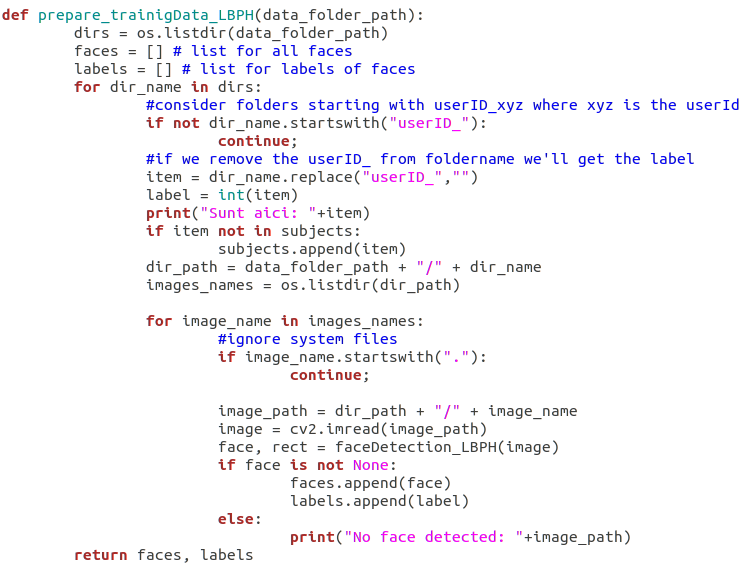 def prepare_trainigData_LBPH(data_folder_path):
        dirs = os.listdir(data_folder_path)
        faces = [] # list for all faces
        labels = [] # list for labels of faces
        for dir_name in dirs:
                #consider folders starting with userID_xyz where xyz is the userId
                if not dir_name.startswith("userID_"):
                        continue;
                #if we remove the userID_ from foldername we'll get the label
                item = dir_name.replace("userID_","")
                label = int(item)
                print("Sunt aici: "+item)
                if item not in subjects:
                        subjects.append(item)
                dir_path = data_folder_path + "/" + dir_name
                images_names = os.listdir(dir_path)

                for image_name in images_names:
                        #ignore system files
                        if image_name.startswith("."):
                                continue;

                        image_path = dir_path + "/" + image_name
                        image = cv2.imread(image_path)
                        face, rect = faceDetection_LBPH(image)
                        if face is not None:
                                faces.append(face)
                                labels.append(label)
                        else:
                                print("No face detected: "+image_path)
        return faces, labels